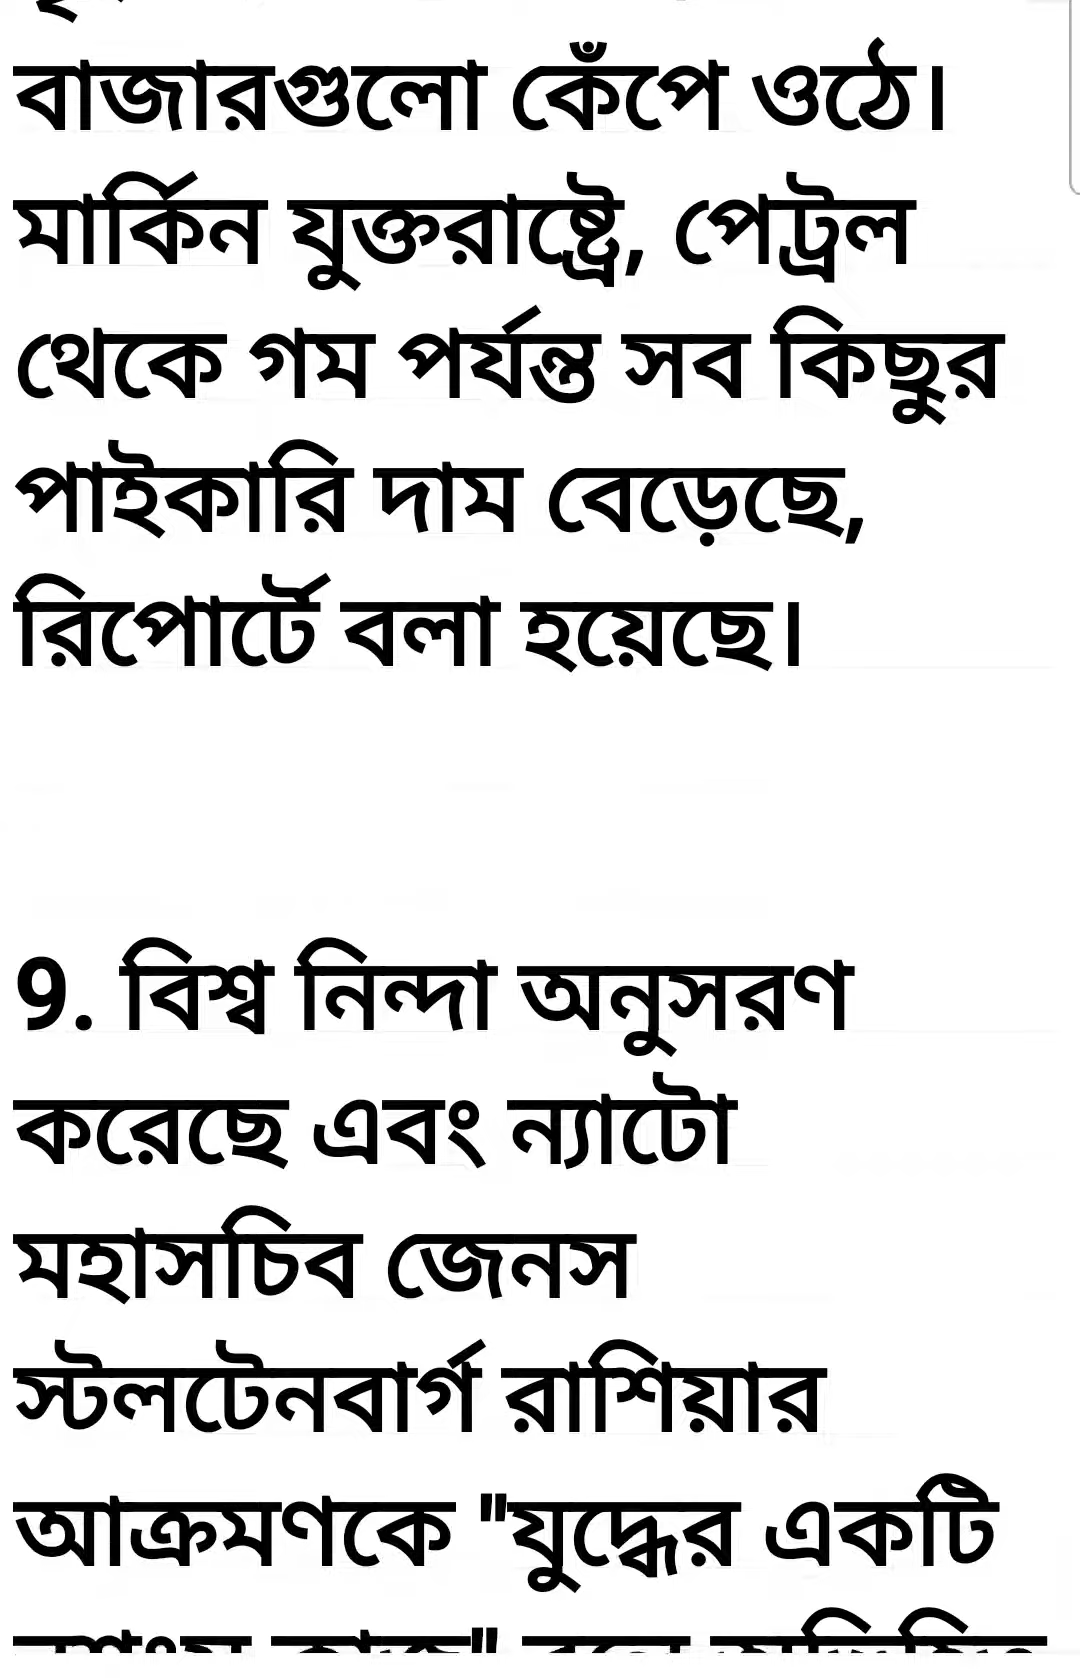 বাজারগুলো কেঁপে ওঠে।
মার্কিন যুক্তরাষ্ট্রে, পেট্রল
থেকে গম পর্যন্ত সব কিছুর
পাইকারি দাম বেড়েছে,
রিপোর্টে বলা হয়েছে।
9. বিশ্ব নিন্দা অনুসরণ
করেছে এবং ন্যাটো
মহাসচিব জেনস
স্টলটেনবার্গ রাশিয়ার
আক্রমণকে "যুদ্ধের একটি